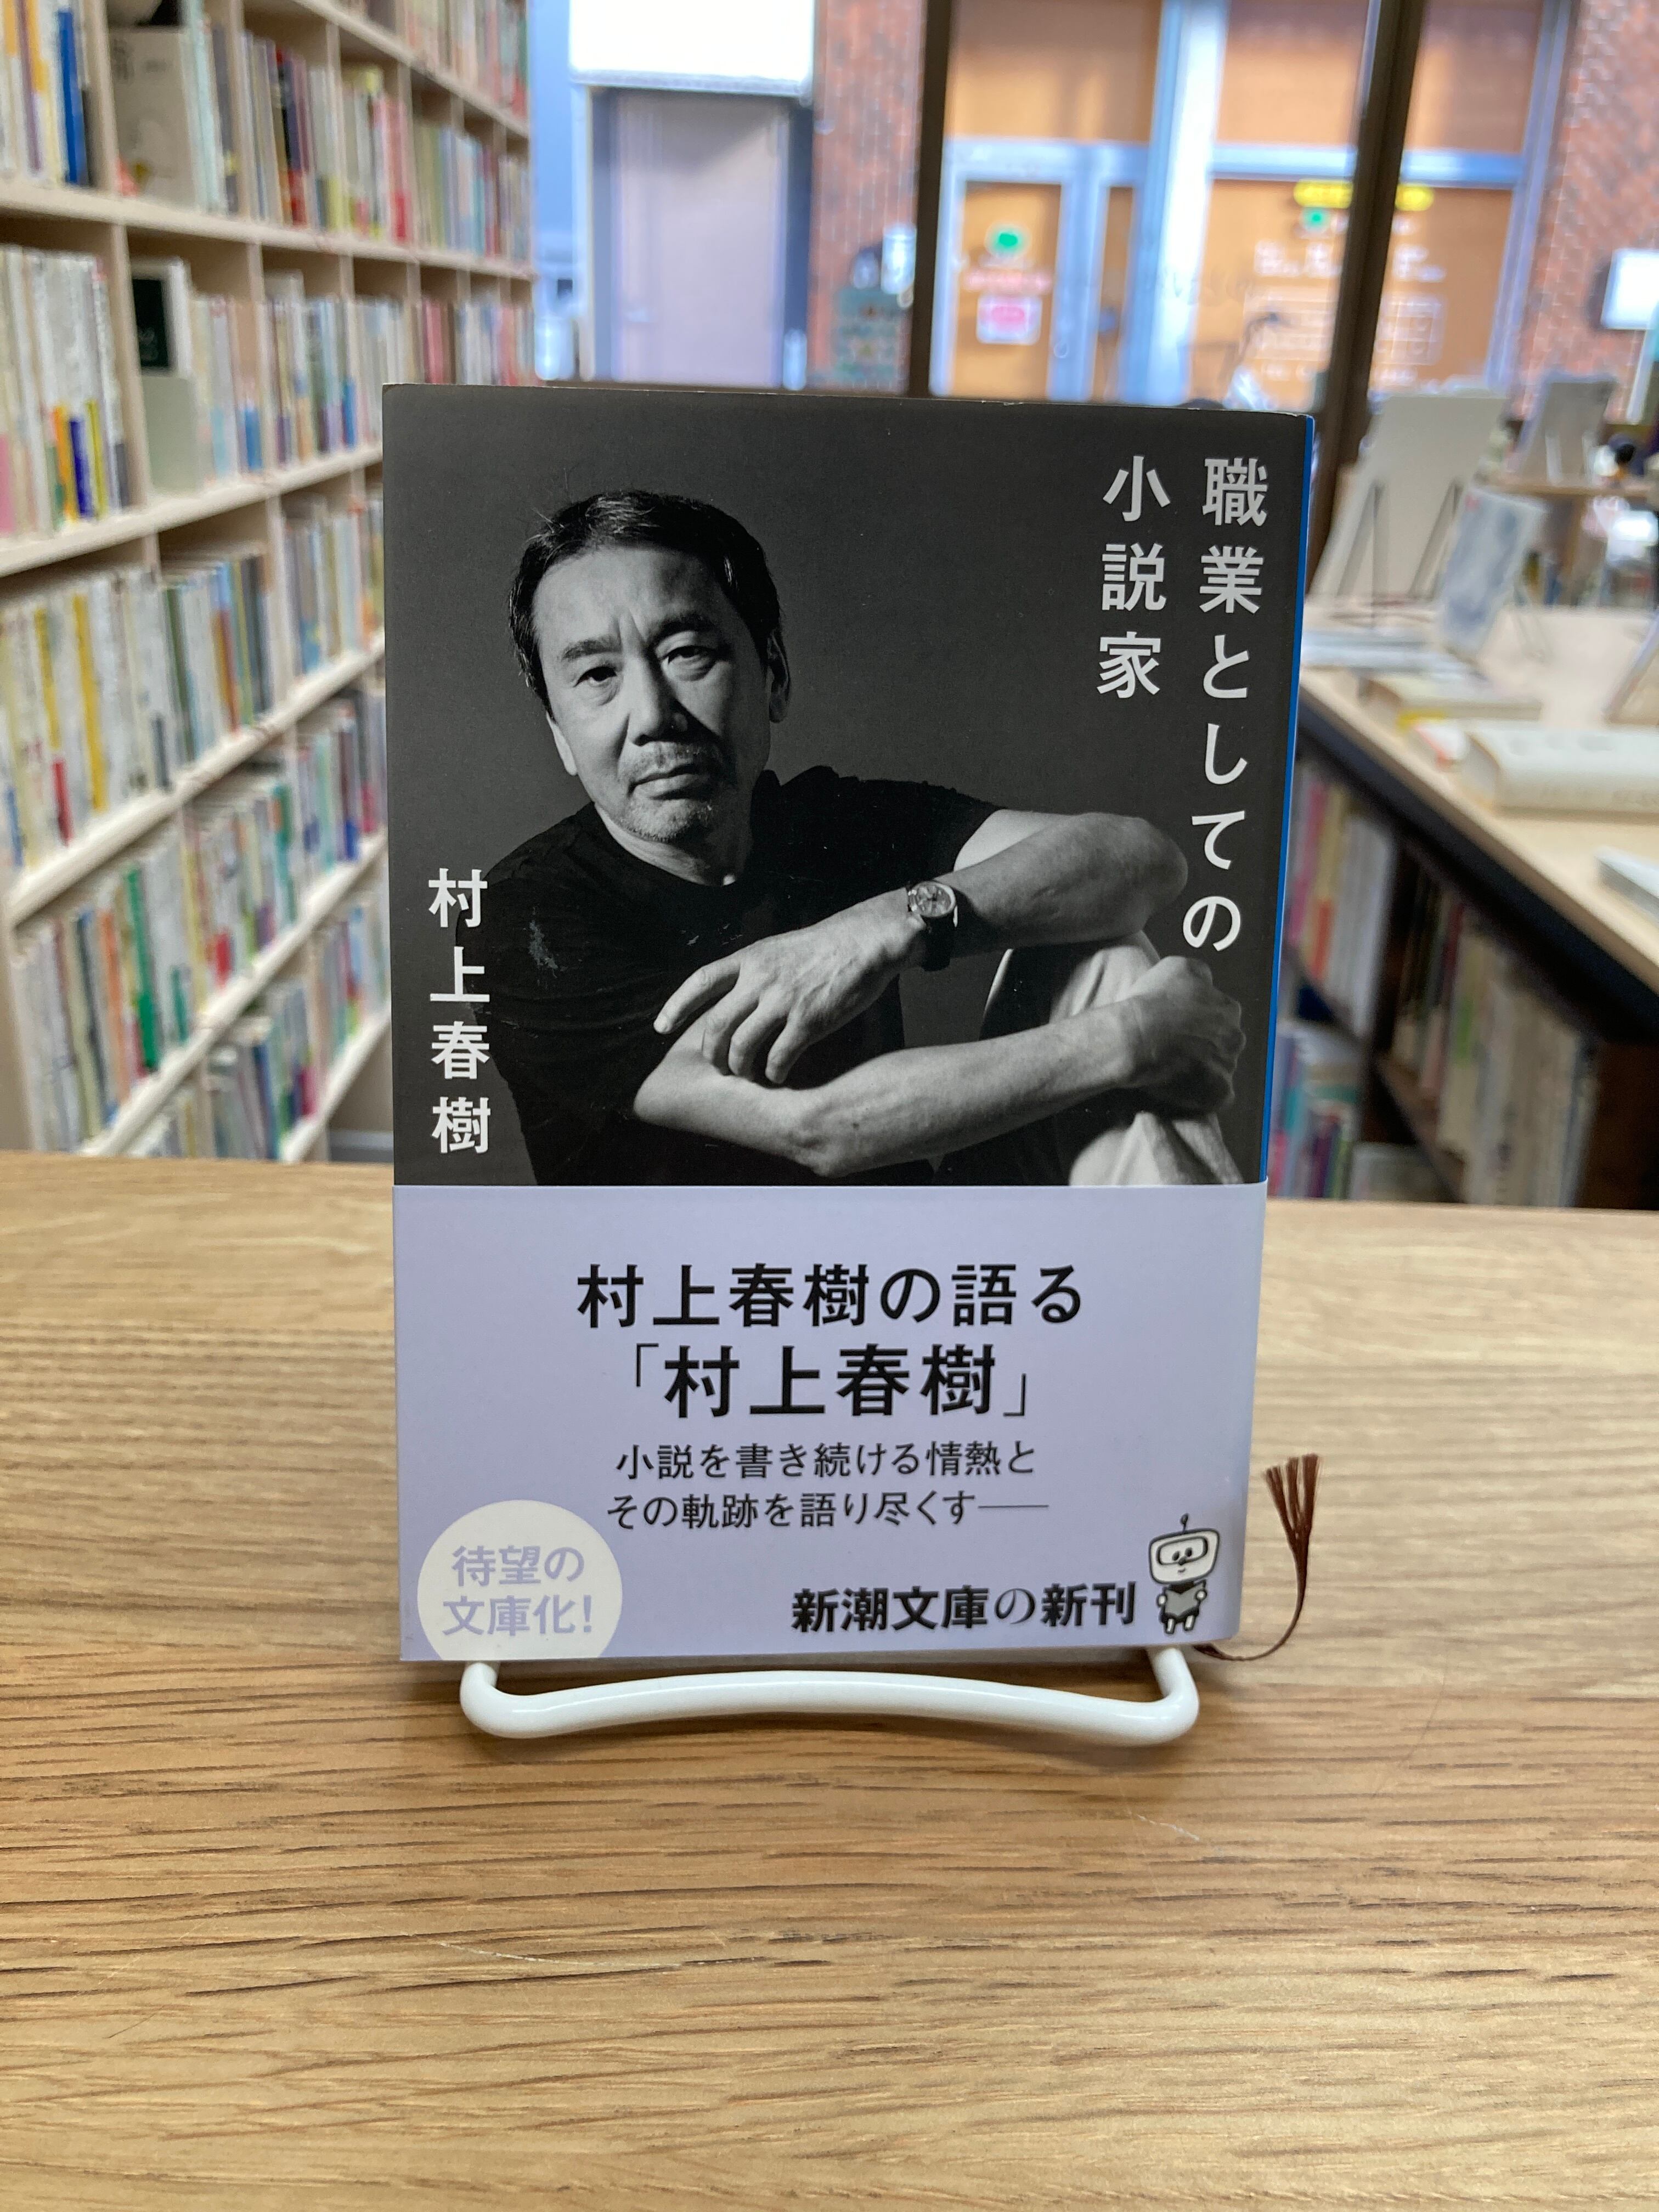 職業としての
小説家
村上春樹
村上春樹の語る
「村上春樹」
小説を書き続ける情熱と
その軌跡を語り尽くす──
待望の
文庫化!
新潮文庫の新刊